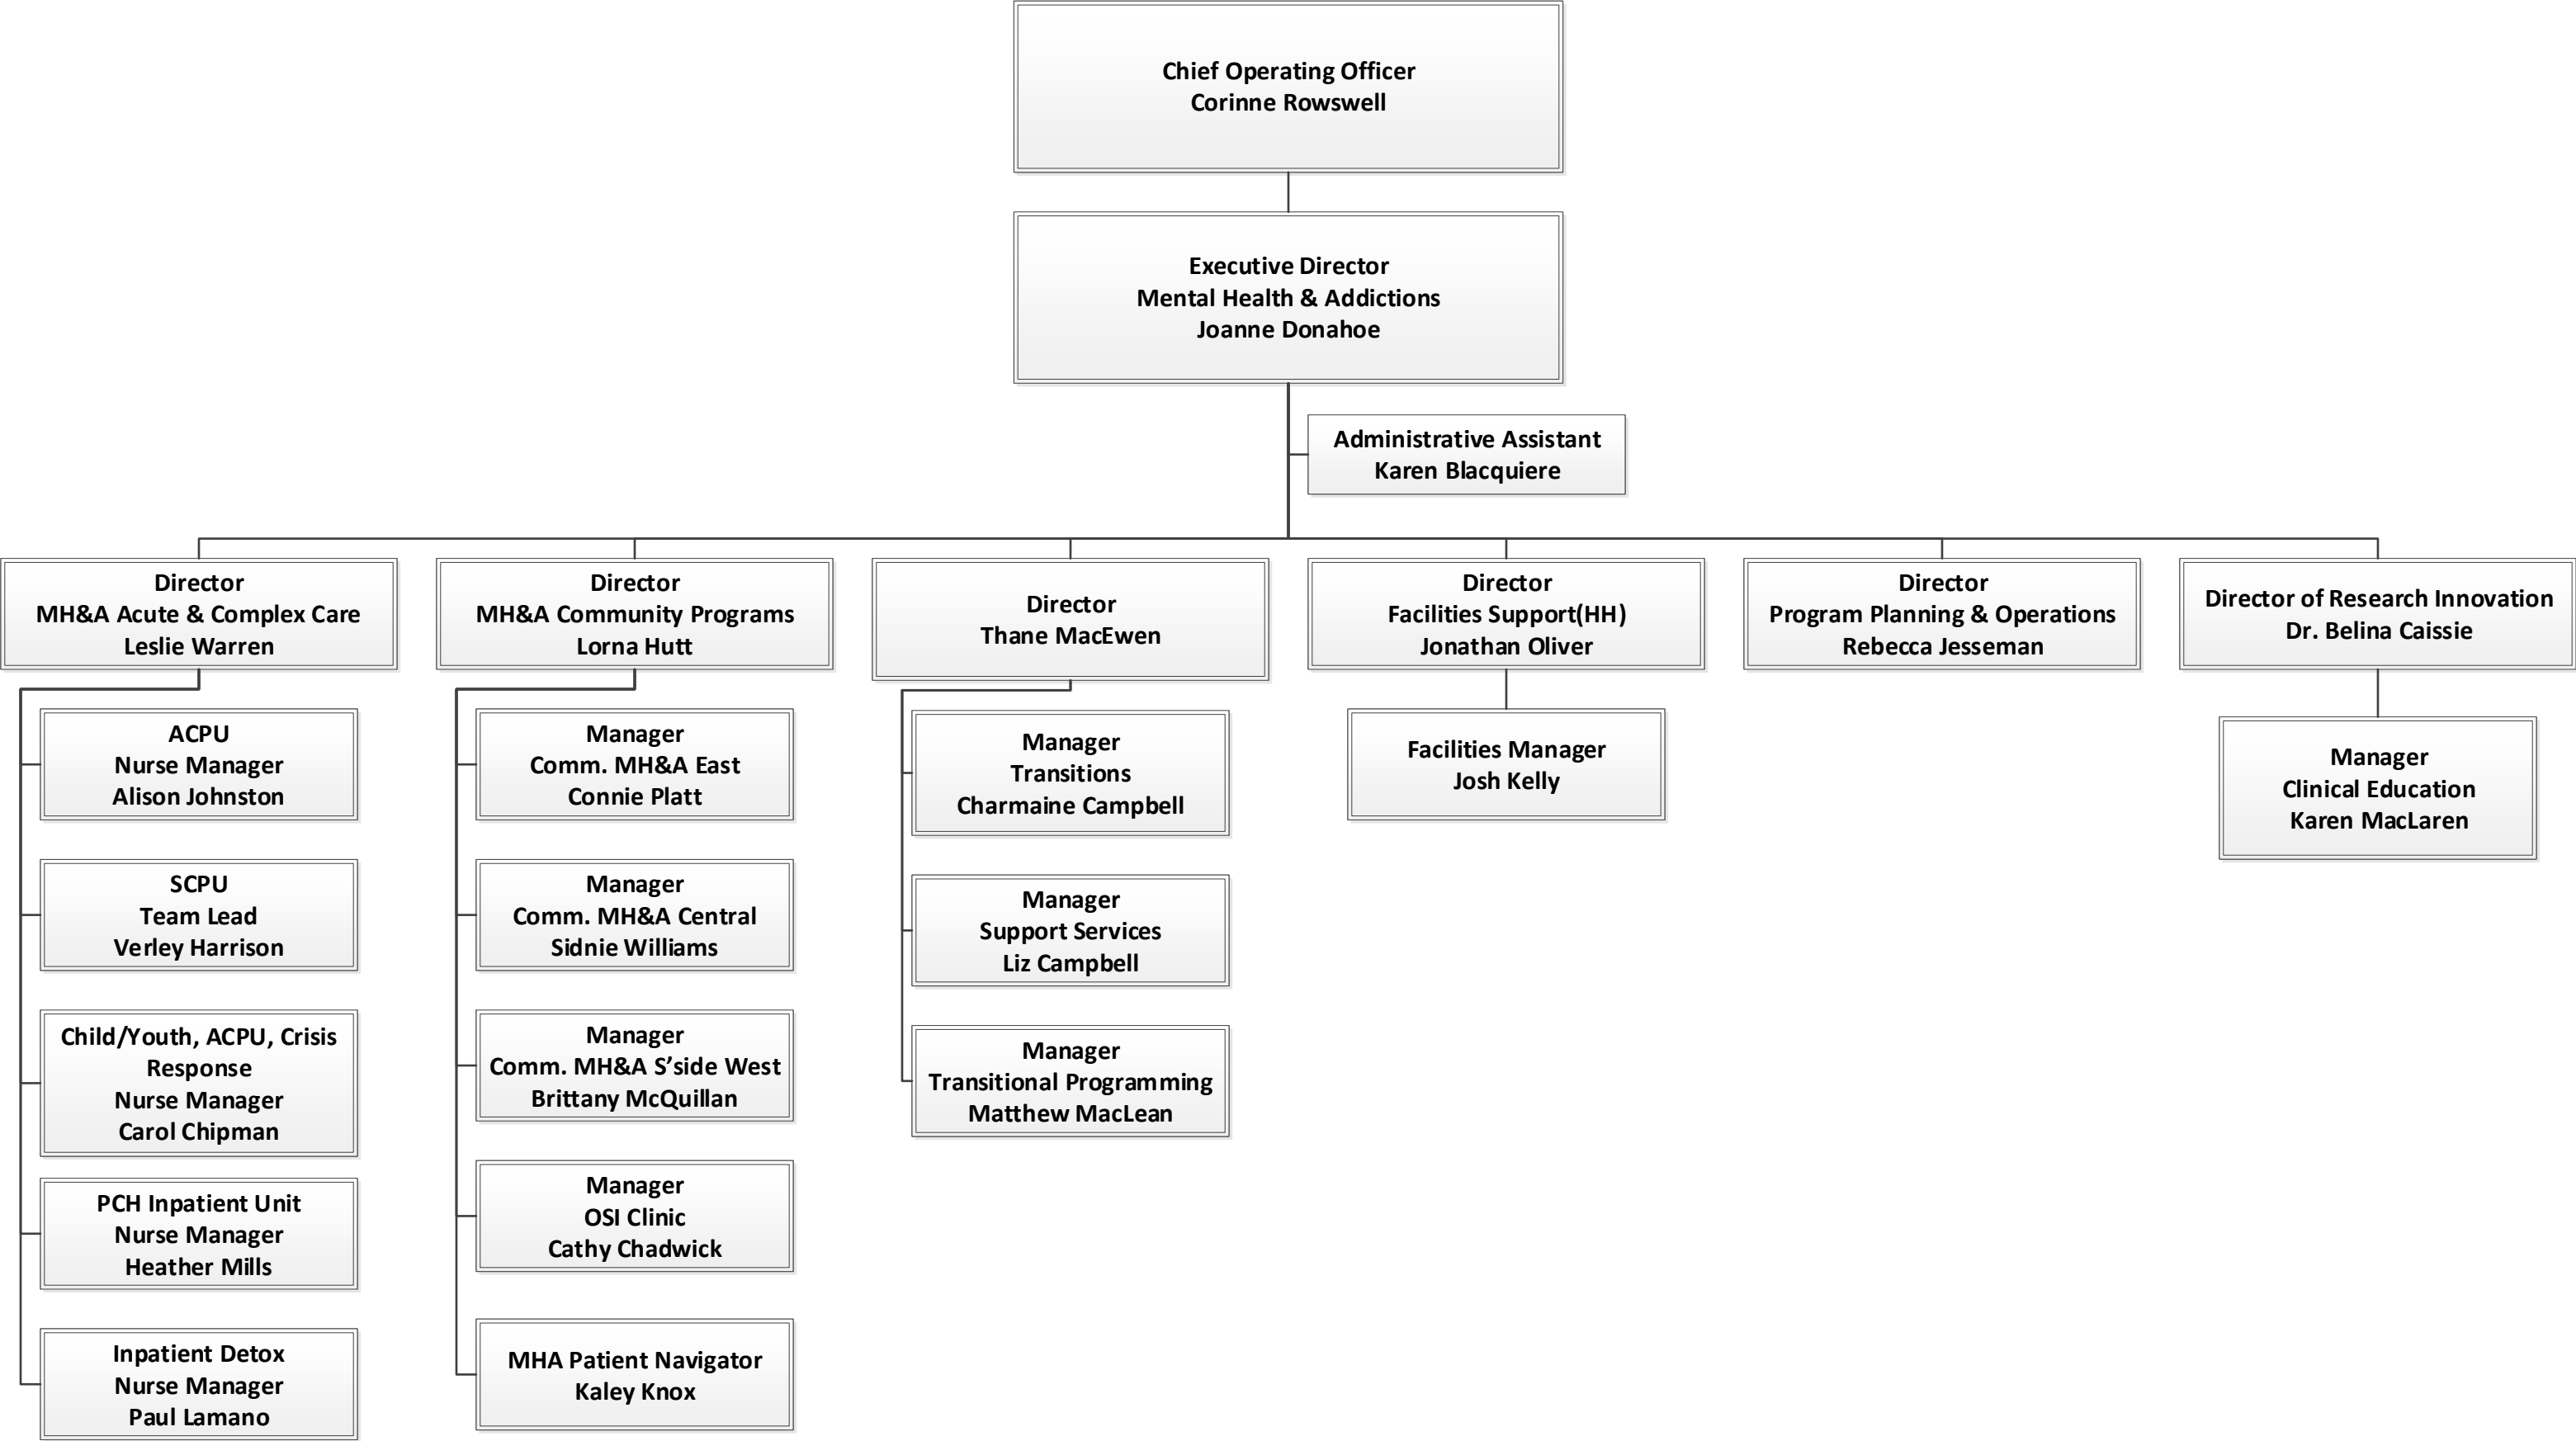 Chief Operating Officer
Corinne Rowswell
Executive Director
Mental Health & Addictions
Joanne Donahoe
Administrative Assistant
Karen Blacquiere
Director
MH&A Acute & Complex Care
Leslie Warren
Director
MH&A Community Programs
Lorna Hutt
Director
Thane MacEwen
Director
Facilities Support(HH)
Jonathan Oliver
Director
Program Planning & Operations
Rebecca Jesseman
Director of Research Innovation
Dr. Belina Caissie
ACPU
Nurse Manager
Alison Johnston
SCPU
Team Lead
Verley Harrison
Child/Youth, ACPU, Crisis
Response
Nurse Manager
Carol Chipman
PCH Inpatient Unit
Nurse Manager
Heather Mills
Inpatient Detox
Nurse Manager
Paul Lamano
Manager
Comm. MH&A East
Connie Platt
Manager
Comm. MH&A Central
Sidnie Williams
Manager
Comm. MH&A S’side West
Brittany McQuillan
Manager
OSI Clinic
Cathy Chadwick
MHA Patient Navigator
Kaley Knox
Manager
Transitions
Charmaine Campbell
Manager
Support Services
Liz Campbell
Manager
Transitional Programming
Matthew MacLean
Facilities Manager
Josh Kelly
Manager
Clinical Education
Karen MacLaren